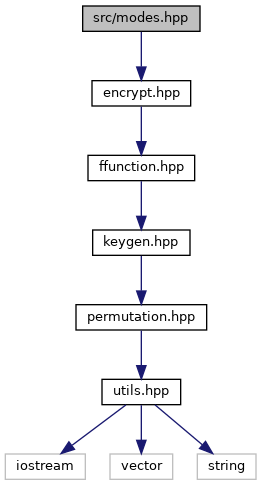 src/modes.hpp
encrypt.hpp
ffunction.hpp
keygen.hpp
permutation.hpp
utils.hpp
iostream vector string